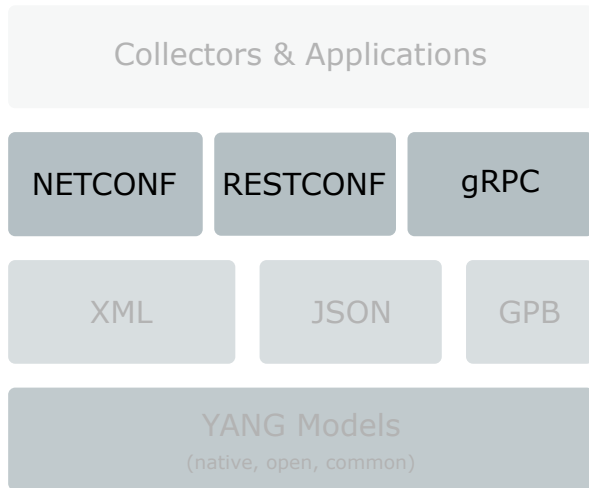 Collectors & Applications
NETCONF RESTCONF gRPC
XML JSON GPB
YANG Models
(native, open, common)